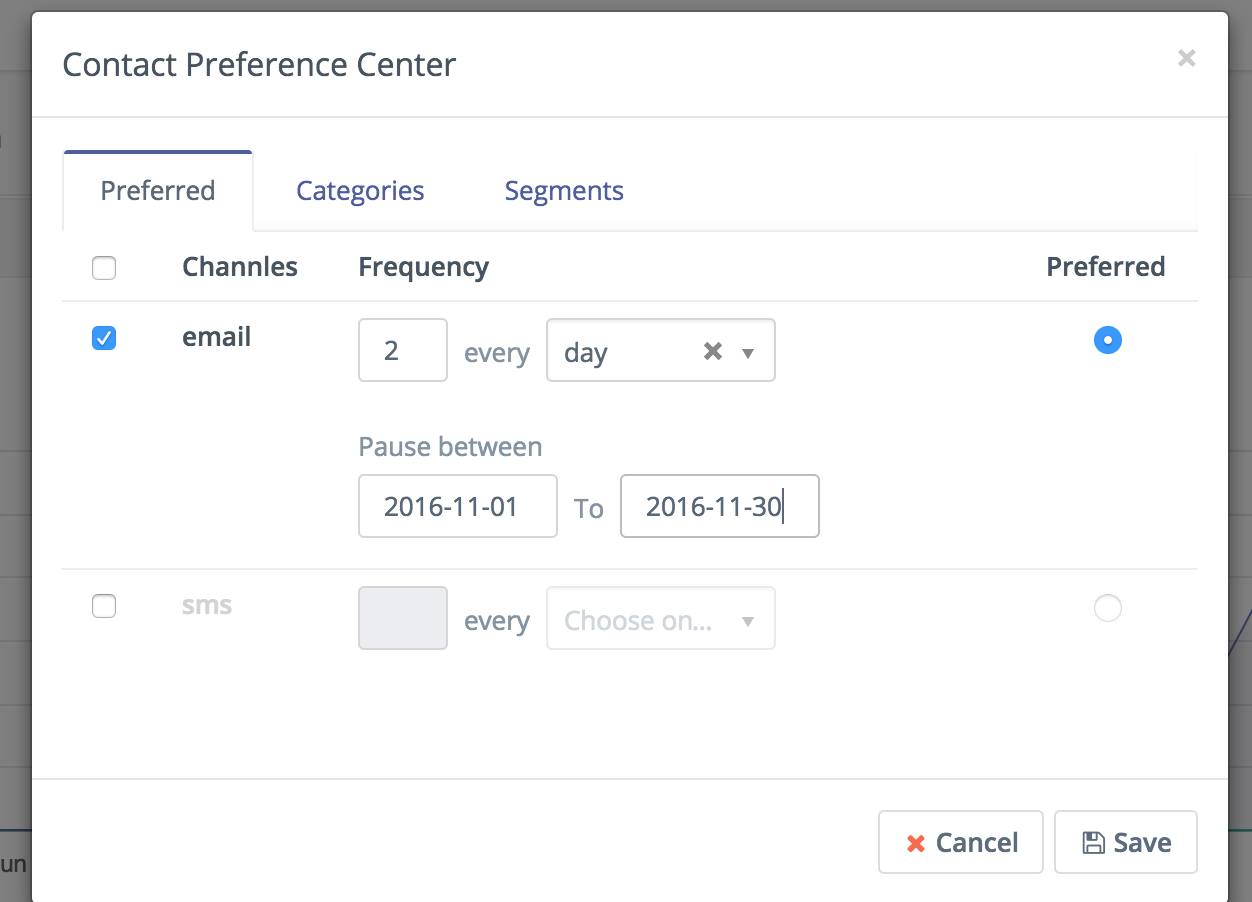 Contact Preference Center
×
Preferred Categories Segments
Channles Frequency Preferred
email 2 every day
Pause between
2016-11-01 To 2016-11-30
sms every Choose on...
Cancel Save
un